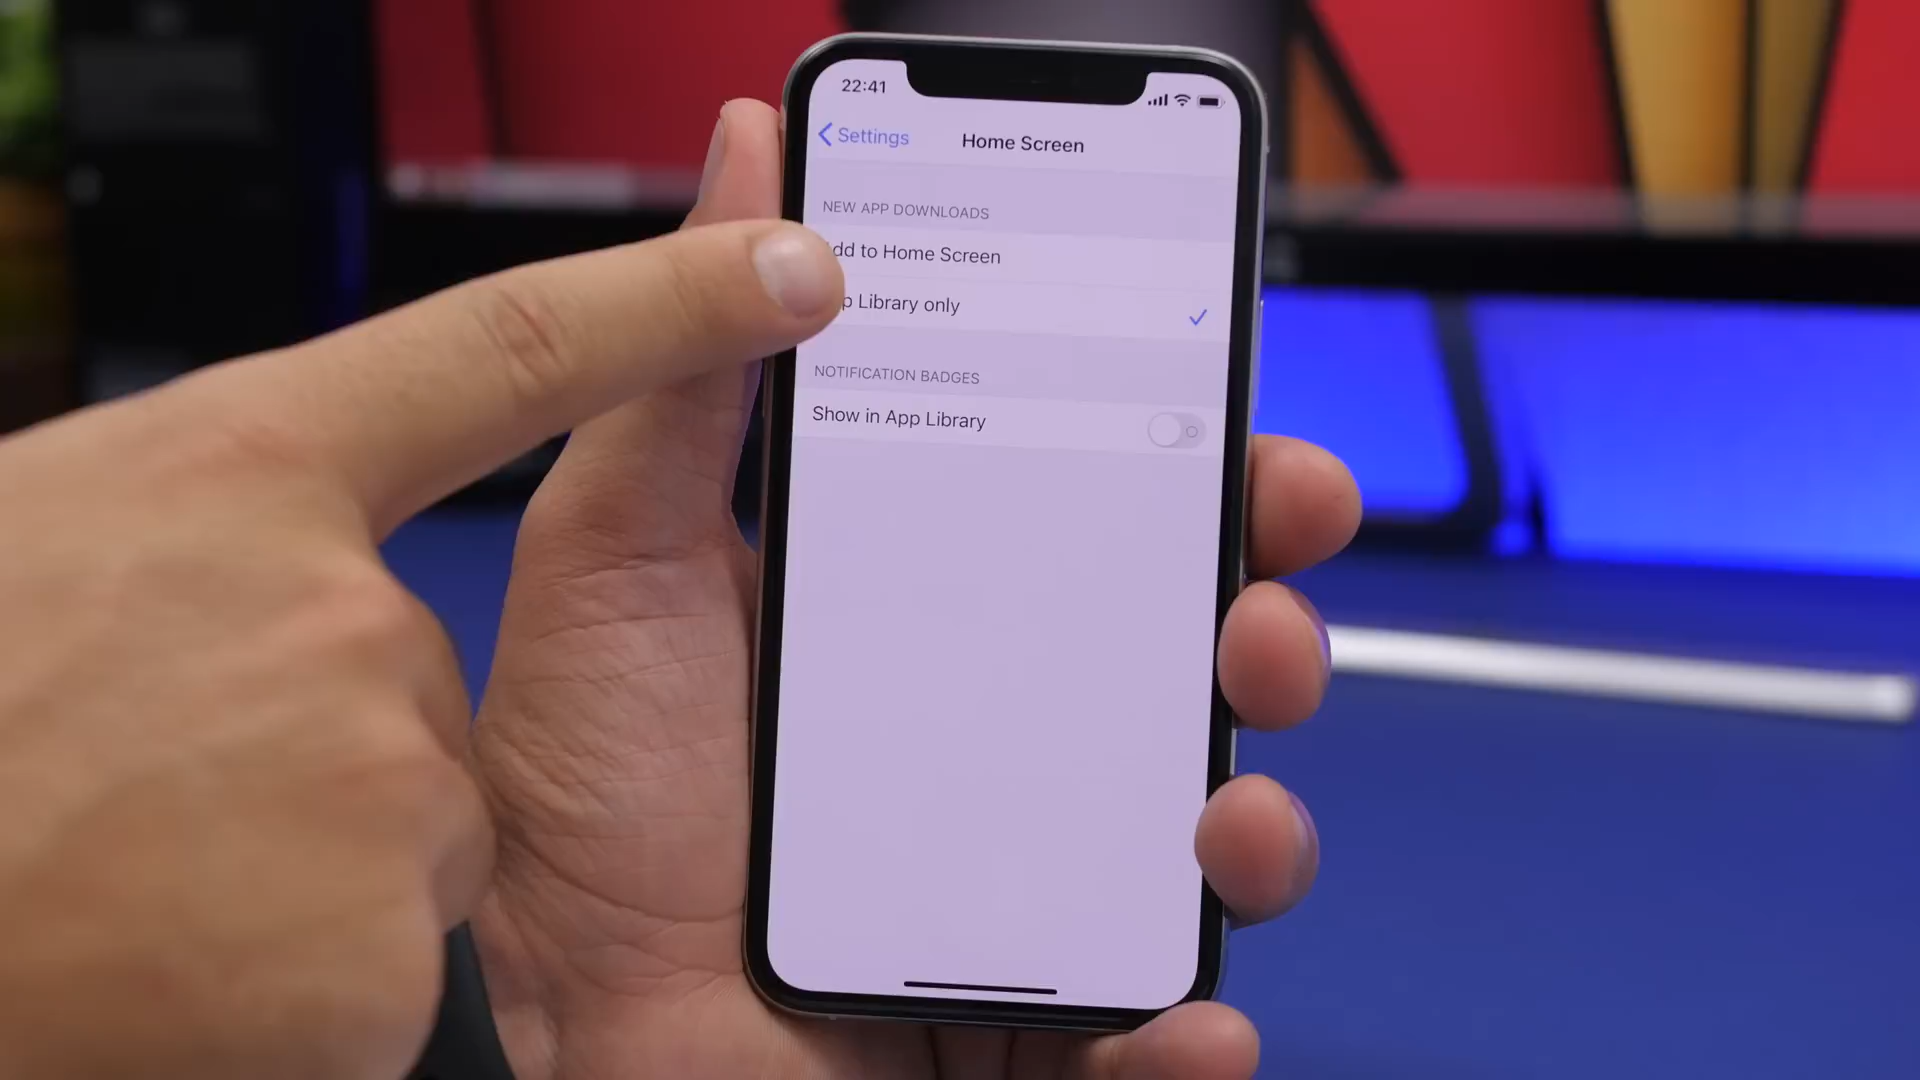 22:41
Settings
Home Screen
NEW APP DOWNLOADS
dd to Home Screen
p Library only
NOTIFICATION BADGES
Show in App Library